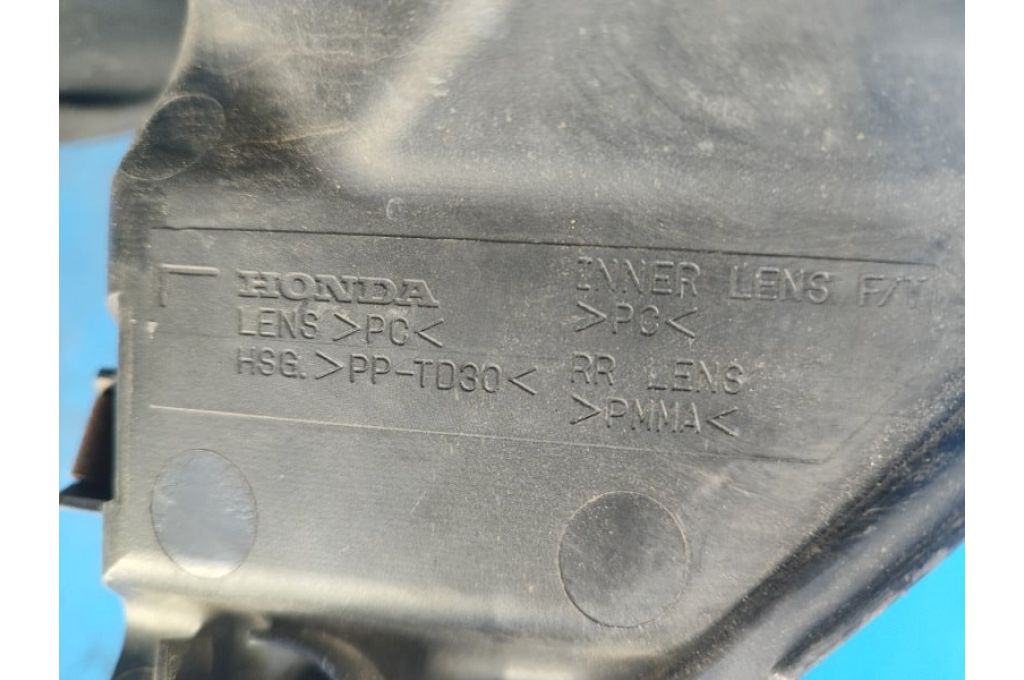 HONDA
LENS >PC<
HSG. >PP-TD30<
INNER LENS F/T
>PC<
RR LENS
>PMMA<